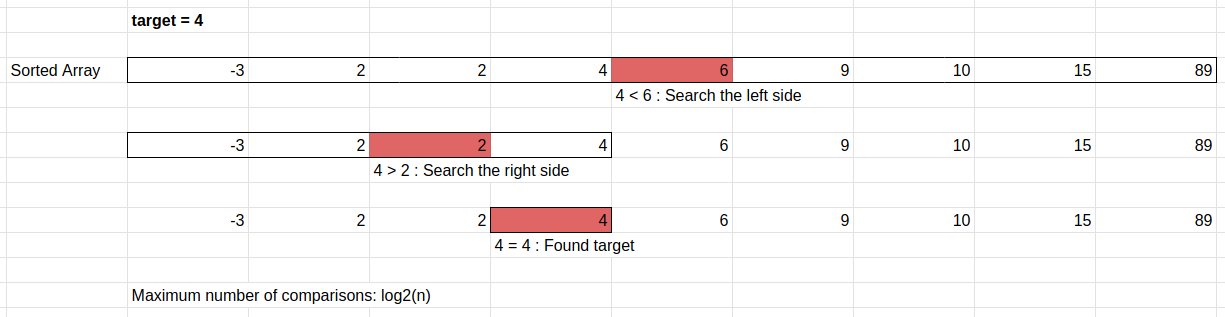 target = 4
Sorted Array -3 2 2 4 6 9 10 15 89
4 < 6 : Search the left side
-3 2 2 4 6 9 10 15 89
4 > 2 : Search the right side
-3 2 2 4 6 9 10 15 89
4 = 4 : Found target
Maximum number of comparisons: log2(n)